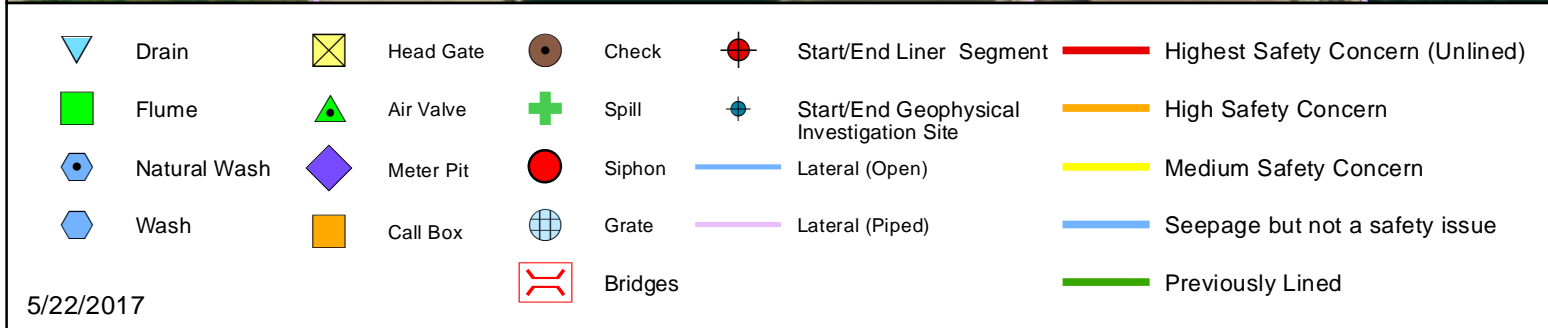 Drain
Flume
Natural Wash
Wash
Head Gate
Air Valve
Meter Pit
Call Box
Check
Spill
Siphon
Grate
Bridges
Start/End Liner Segment
Start/End Geophysical
Investigation Site
Lateral (Open)
Lateral (Piped)
Highest Safety Concern (Unlined)
High Safety Concern
Medium Safety Concern
Seepage but not a safety issue
Previously Lined
5/22/2017